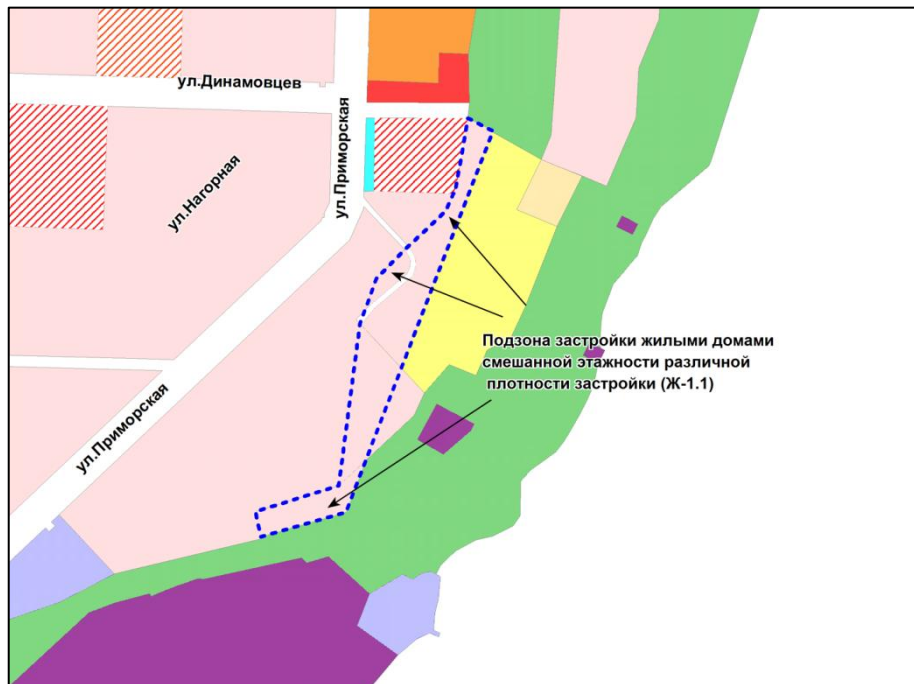 ул.Динамовцев
ул.Нагорная
ул.Приморская
Подзона застройки жилыми домами
смешанной этажности различной
плотности застройки (Ж-1.1)
ул.Приморская